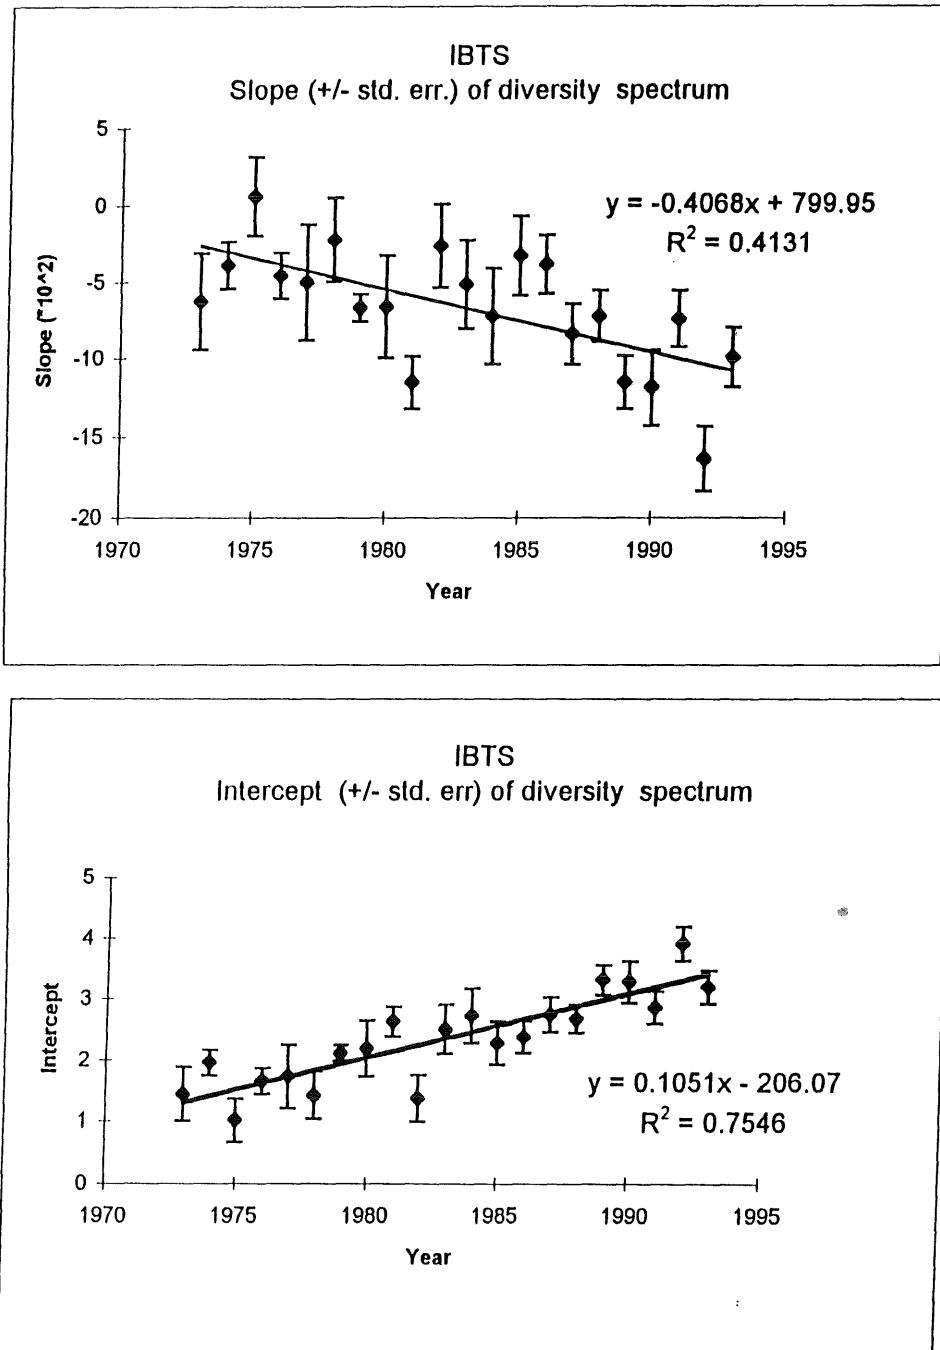 IBTS
Slope (+/- std. err.) of diversity spectrum
5
0
-5
-10
-15
-20
Slope (*10^2)
y = -0.4068x + 799.95
R² = 0.4131
1970 1975 1980 1985 1990 1995
Year
IBTS
Intercept (+/- std. err) of diversity spectrum
5
4
3
2
1
0
Intercept
y = 0.1051x - 206.07
R² = 0.7546
1970 1975 1980 1985 1990 1995
Year